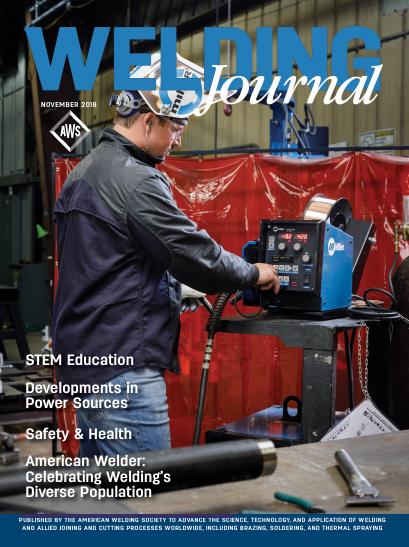 WELDING
Journal
NOVEMBER 2018
AWS
Miller
STEM Education
Developments in
Power Sources
Safety & Health
American Welder:
Celebrating Welding's
Diverse Population
PUBLISHED BY THE AMERICAN WELDING SOCIETY TO ADVANCE THE SCIENCE, TECHNOLOGY, AND APPLICATION OF WELDING
AND ALLIED JOINING AND CUTTING PROCESSES WORLDWIDE, INCLUDING BRAZING, SOLDERING, AND THERMAL SPRAYING